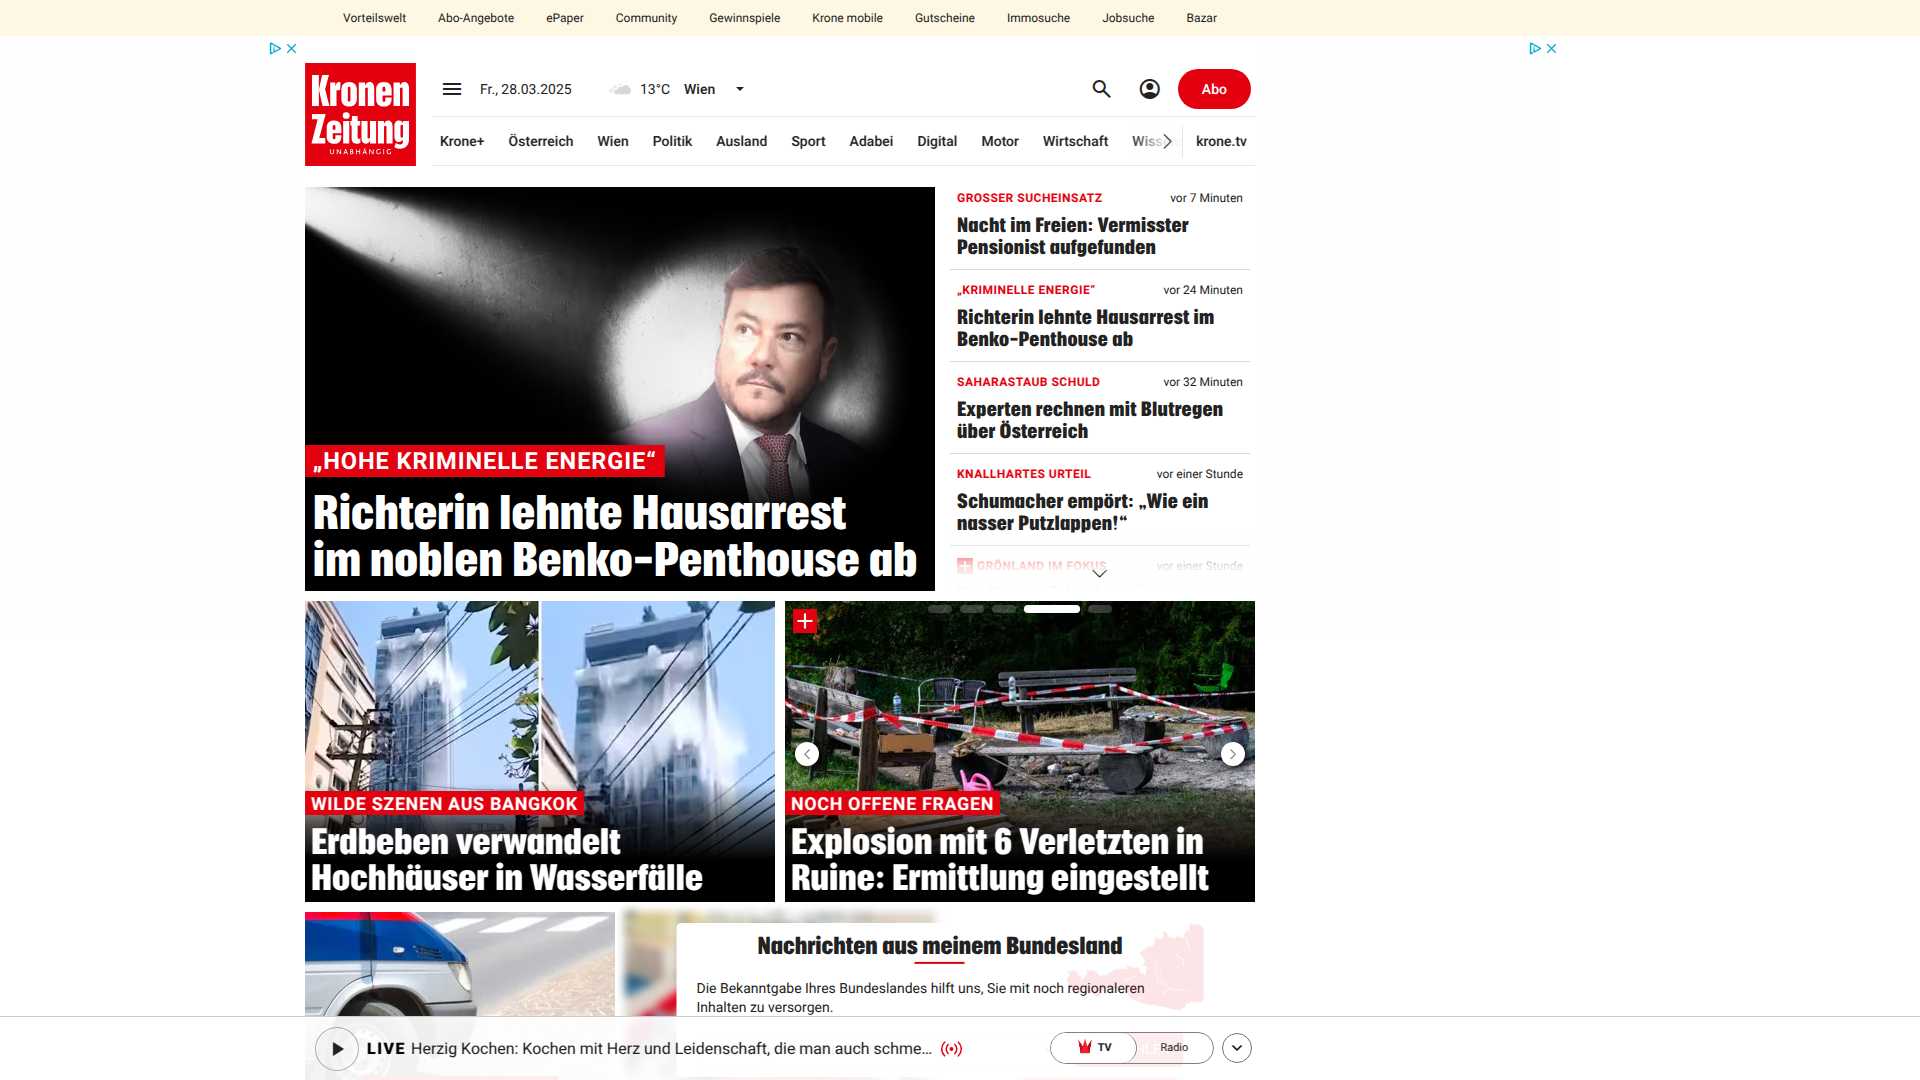 Vorteilswelt
Abo-Angebote
ePaper
Community
Gewinnspiele
Krone mobile
Gutscheine
Immosuche
Jobsuche
Bazar
Kronen
Zeitung
UNABHÄNGIG
Fr., 28.03.2025
13°C
Wien
Abo
Krone+
Österreich
Wien
Politik
Ausland
Sport
Adabei
Digital
Motor
Wirtschaft
krone.tv
„HOHE KRIMINELLE ENERGIE“
Richterin lehnte Hausarrest
im noblen Benko-Penthouse ab
GROSSER SUCHEINSATZ
vor 7 Minuten
Nacht im Freien: Vermisster
Pensionist aufgefunden
„KRIMINELLE ENERGIE“
vor 24 Minuten
Richterin lehnte Hausarrest im
Benko-Penthouse ab
SAHARASTAUB SCHULD
vor 32 Minuten
Experten rechnen mit Blutregen
über Österreich
KNALLHARTES URTEIL
vor einer Stunde
Schumacher empört: „Wie ein
nasser Putzlappen!“
GRÖNLAND IM FOKUS
vor einer Stunde
WILDE SZENEN AUS BANGKOK
Erdbeben verwandelt
Hochhäuser in Wasserfälle
NOCH OFFENE FRAGEN
Explosion mit 6 Verletzten in
Ruine: Ermittlung eingestellt
Nachrichten aus meinem Bundesland
Die Bekanntgabe Ihres Bundeslandes hilft uns, Sie mit noch regionaleren
Inhalten zu versorgen.
LIVE Herzig Kochen: Kochen mit Herz und Leidenschaft, die man auch schme...
TV
Radio